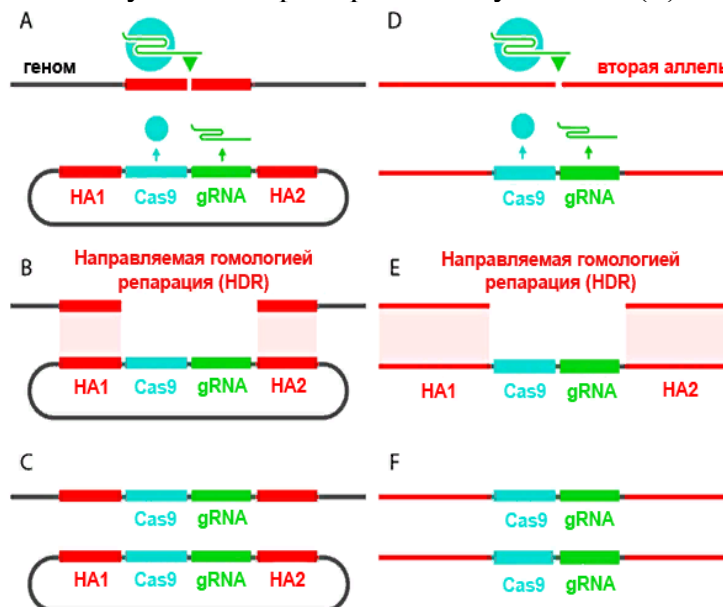 A
геном
HA1 Cas9 gRNA HA2
B
Направляемая гомологией
репарация (HDR)
HA1 Cas9 gRNA HA2
C
Cas9 gRNA
HA1 Cas9 gRNA HA2
D
вторая аллель
Cas9 gRNA
E
Направляемая гомологией
репарация (HDR)
HA1 Cas9 gRNA HA2
F
Cas9 gRNA
Cas9 gRNA